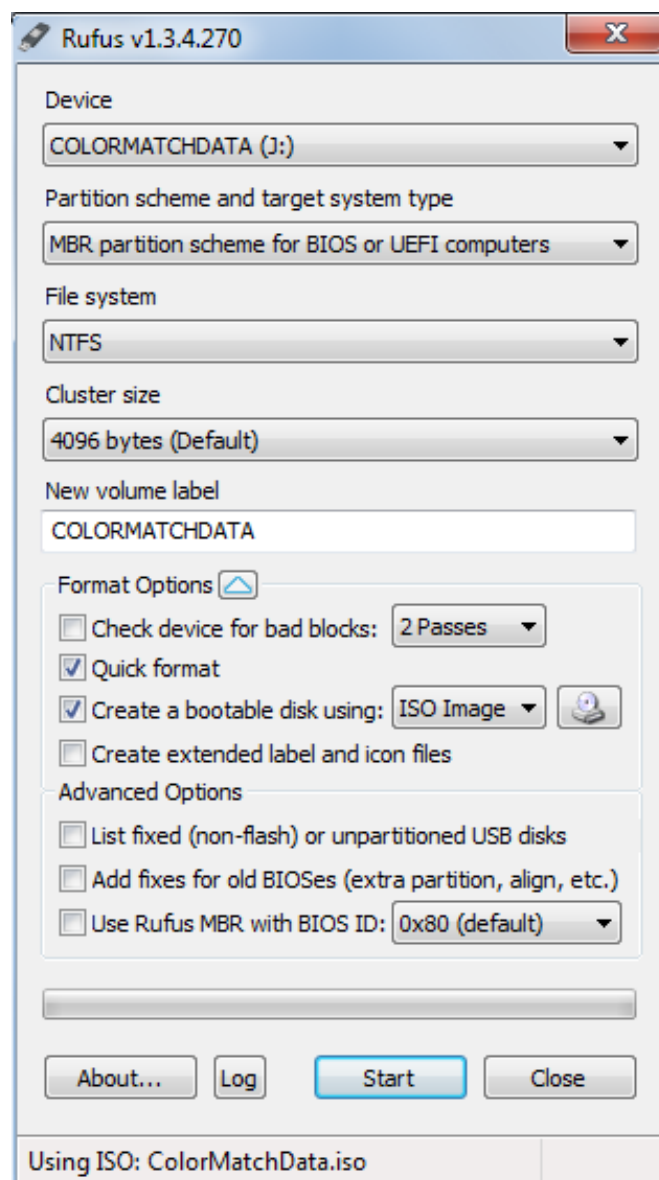 Rufus v1.3.4.270
Device
COLORMATCHDATA (J:)
Partition scheme and target system type
MBR partition scheme for BIOS or UEFI computers
File system
NTFS
Cluster size
4096 bytes (Default)
New volume label
COLORMATCHDATA
Format Options
Check device for bad blocks: 2 Passes
Quick format
Create a bootable disk using: ISO Image
Create extended label and icon files
Advanced Options
List fixed (non-flash) or unpartitioned USB disks
Add fixes for old BIOSes (extra partition, align, etc.)
Use Rufus MBR with BIOS ID: 0x80 (default)
About... Log Start Close
Using ISO: ColorMatchData.iso